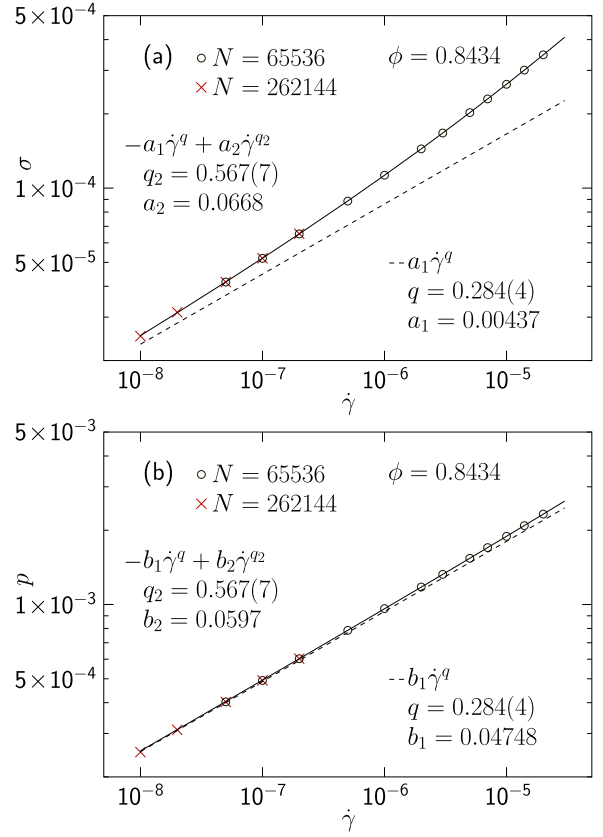 5×10⁻⁴
(a) ○ N = 65536 ϕ = 0.8434
× N = 262144
−a₁γ̇^q + a₂γ̇^q₂
q₂ = 0.567(7)
a₂ = 0.0668
σ
1×10⁻⁴
5×10⁻⁵
--a₁γ̇^q
q = 0.284(4)
a₁ = 0.00437
10⁻⁸ 10⁻⁷ 10⁻⁶ 10⁻⁵
γ̇
5×10⁻³
(b) ○ N = 65536 ϕ = 0.8434
× N = 262144
−b₁γ̇^q + b₂γ̇^q₂
q₂ = 0.567(7)
b₂ = 0.0597
p
1×10⁻³
5×10⁻⁴
--b₁γ̇^q
q = 0.284(4)
b₁ = 0.04748
10⁻⁸ 10⁻⁷ 10⁻⁶ 10⁻⁵
γ̇